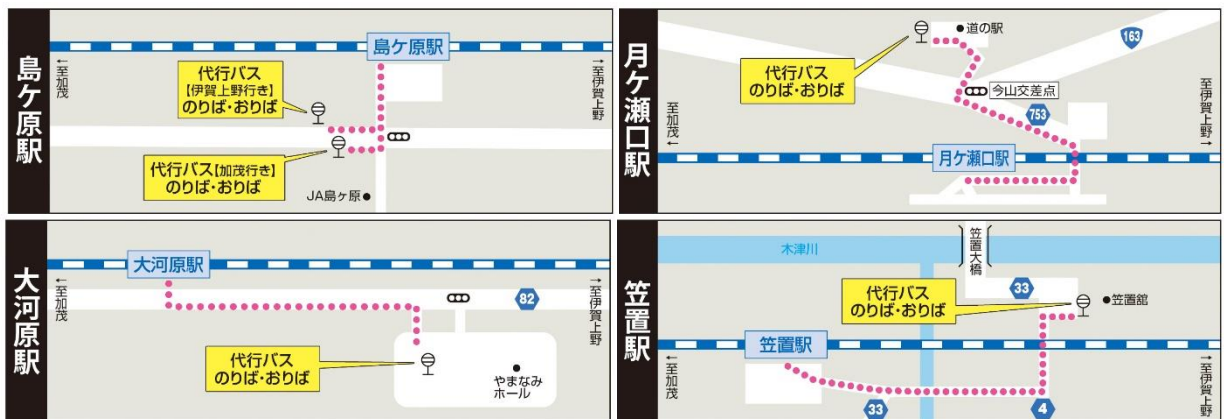 島ケ原駅
島ケ原駅
←至加茂
→至伊賀上野
代行バス
【伊賀上野行き】
のりば・おりば
代行バス【加茂行き】
のりば・おりば
JA島ヶ原
月ケ瀬口駅
道の駅
163
代行バス
のりば・おりば
今山交差点
753
←至加茂
→至伊賀上野
月ケ瀬口駅
大河原駅
大河原駅
←至加茂
→至伊賀上野
82
代行バス
のりば・おりば
やまなみ
ホール
笠置駅
木津川
笠置大橋
33
代行バス
のりば・おりば
笠置館
笠置駅
←至加茂
→至伊賀上野
33
4